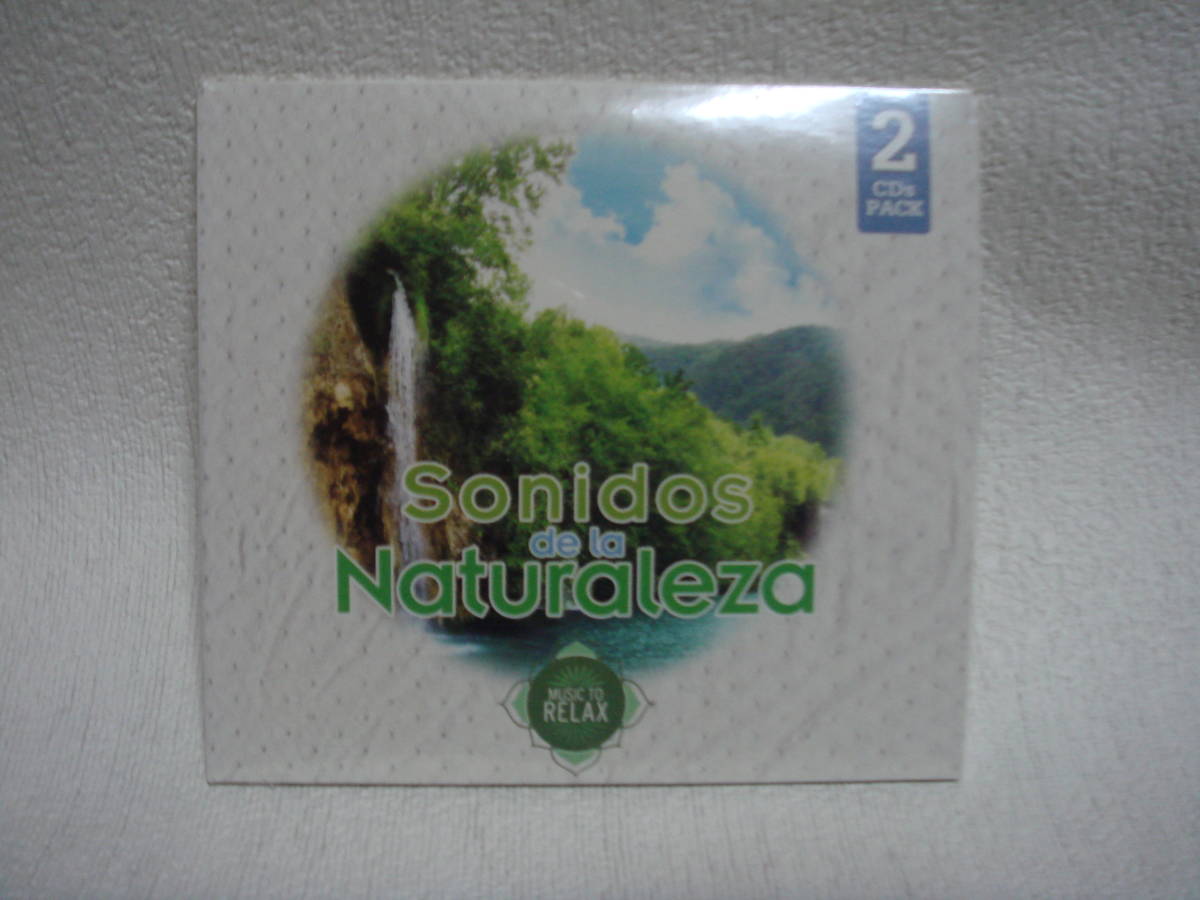 2
CDs
PACK
Sonidos
de la
Naturaleza
MUSIC TO
RELAX